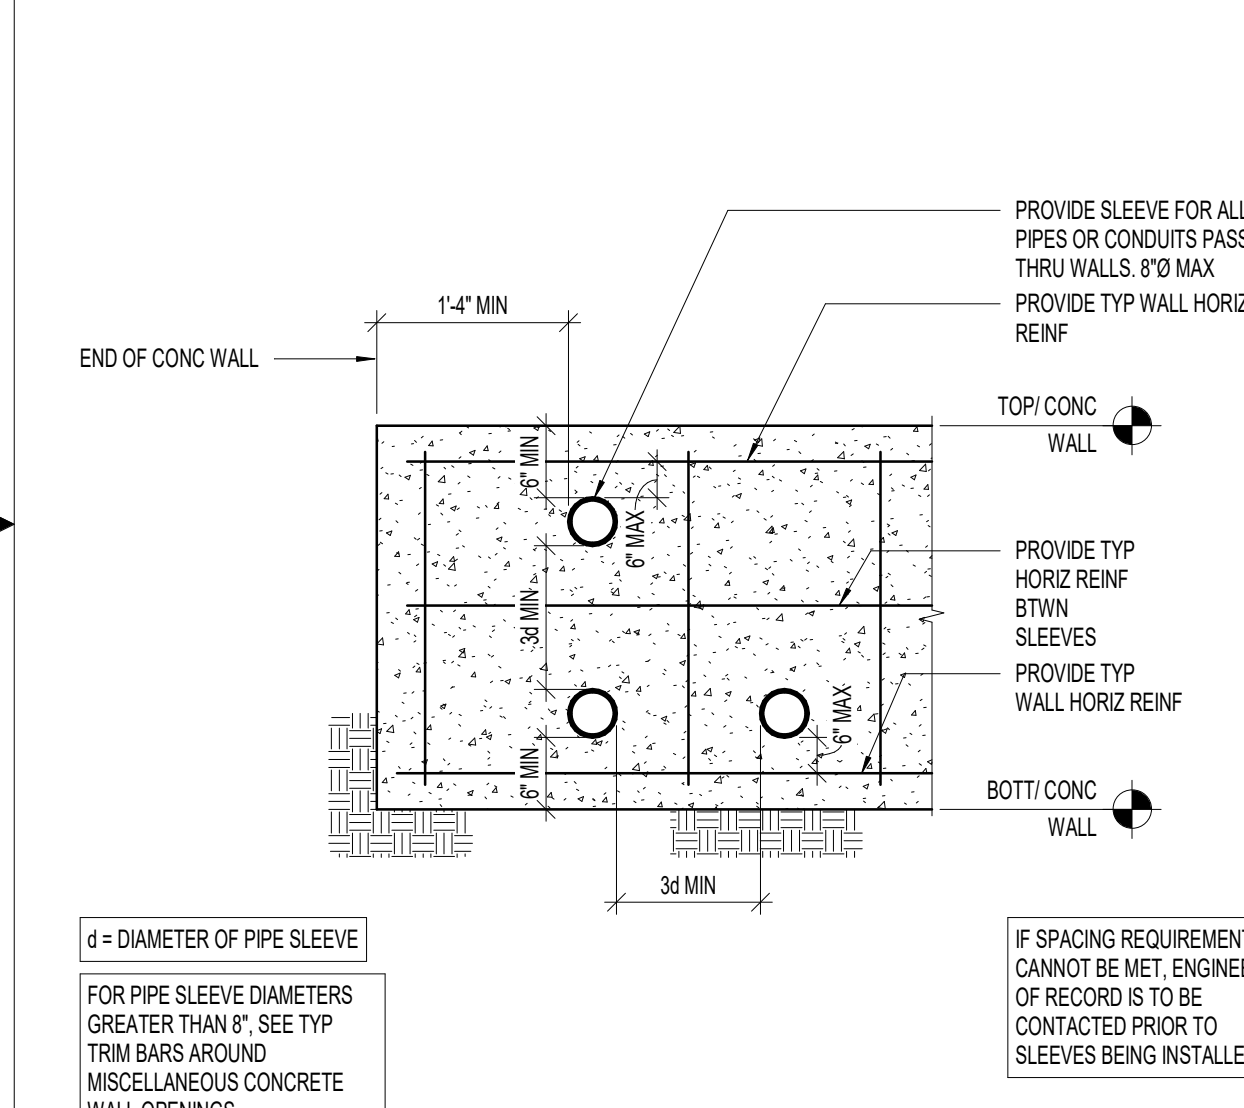 PROVIDE SLEEVE FOR ALL
PIPES OR CONDUITS PASS
THRU WALLS. 8"Ø MAX
PROVIDE TYP WALL HORIZ
REINF
1'-4" MIN
END OF CONC WALL
TOP/ CONC
WALL
6" MIN
6" MAX
PROVIDE TYP
HORIZ REINF
BTWN
SLEEVES
3d MIN
PROVIDE TYP
WALL HORIZ REINF
6" MAX
6" MIN
BOTT/ CONC
WALL
3d MIN
d = DIAMETER OF PIPE SLEEVE
FOR PIPE SLEEVE DIAMETERS
GREATER THAN 8", SEE TYP
TRIM BARS AROUND
MISCELLANEOUS CONCRETE
WALL OPENINGS
IF SPACING REQUIREMENT
CANNOT BE MET, ENGINEE
OF RECORD IS TO BE
CONTACTED PRIOR TO
SLEEVES BEING INSTALLE